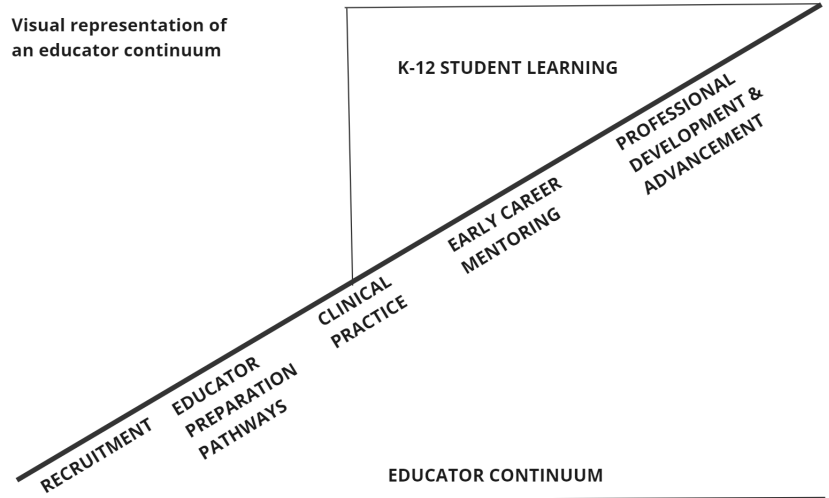 Visual representation of
an educator continuum
K-12 STUDENT LEARNING
PROFESSIONAL
DEVELOPMENT &
ADVANCEMENT
EARLY CAREER
MENTORING
CLINICAL
PRACTICE
EDUCATOR
PREPARATION
PATHWAYS
RECRUITMENT
EDUCATOR CONTINUUM